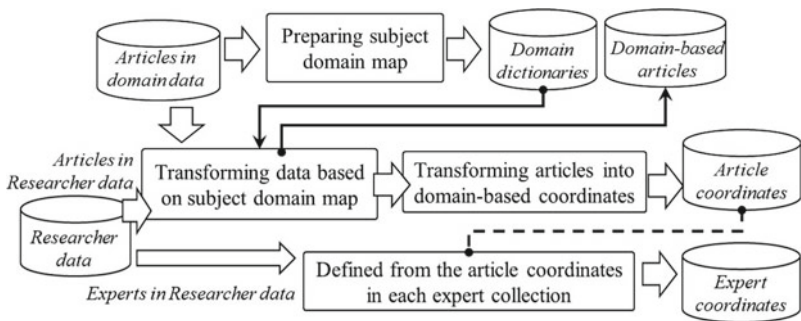 Articles in
domain data
Preparing subject
domain map
Domain
dictionaries
Domain-based
articles
Articles in
Researcher data
Transforming data based
on subject domain map
Transforming articles into
domain-based coordinates
Article
coordinates
Researcher
data
Experts in Researcher data
Defined from the article coordinates
in each expert collection
Expert
coordinates